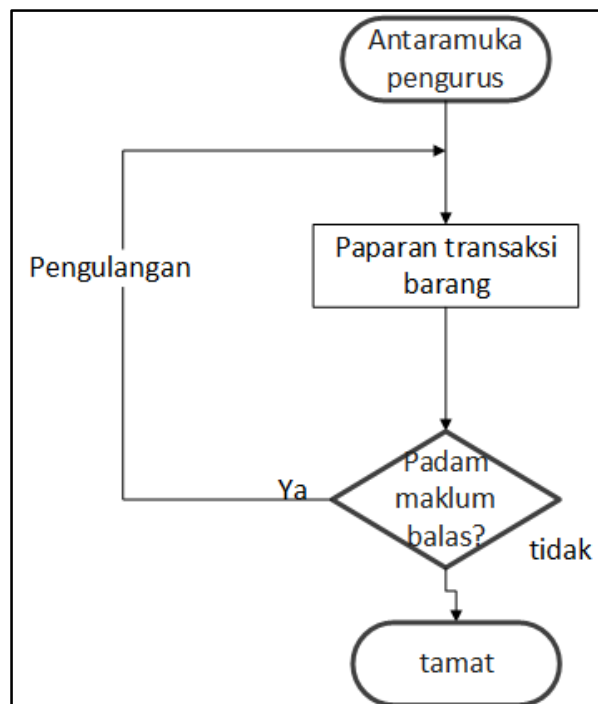 Antaramuka
pengurus
Pengulangan
Paparan transaksi
barang
Ya
Padam
maklum
balas?
tidak
tamat